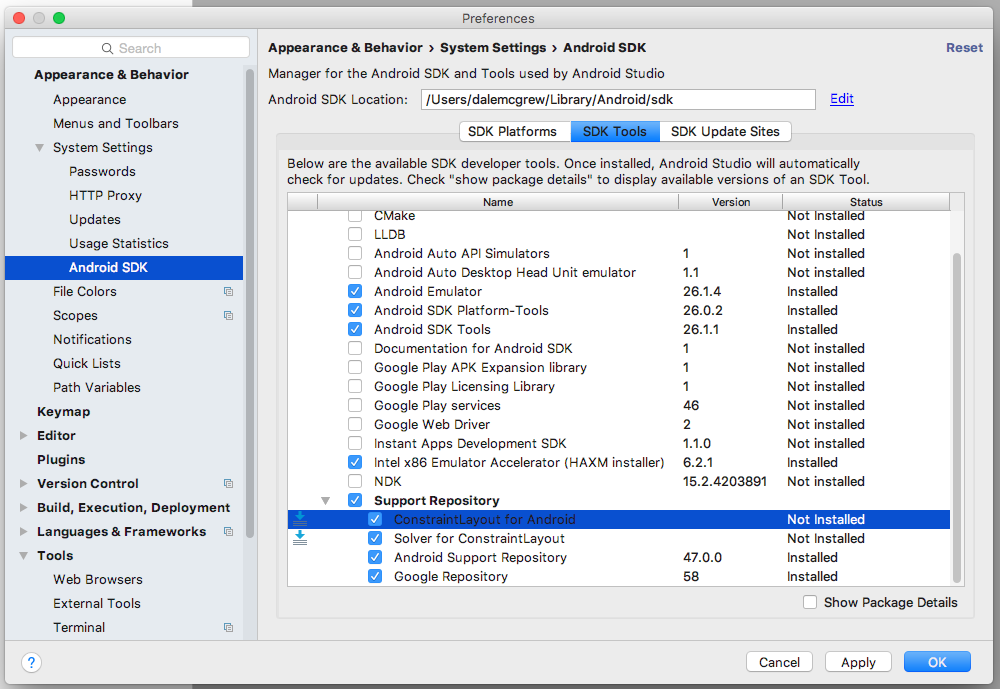 Preferences
Search
Appearance & Behavior
Appearance
Menus and Toolbars
System Settings
Passwords
HTTP Proxy
Updates
Usage Statistics
Android SDK
File Colors
Scopes
Notifications
Quick Lists
Path Variables
Keymap
Editor
Plugins
Version Control
Build, Execution, Deployment
Languages & Frameworks
Tools
Web Browsers
External Tools
Terminal
Appearance & Behavior › System Settings › Android SDK Reset
Manager for the Android SDK and Tools used by Android Studio
Android SDK Location: /Users/dalemcgrew/Library/Android/sdk Edit
SDK Platforms SDK Tools SDK Update Sites
Below are the available SDK developer tools. Once installed, Android Studio will automatically
check for updates. Check "show package details" to display available versions of an SDK Tool.
Name Version Status
CMake Not Installed
LLDB Not Installed
Android Auto API Simulators 1 Not installed
Android Auto Desktop Head Unit emulator 1.1 Not installed
Android Emulator 26.1.4 Installed
Android SDK Platform-Tools 26.0.2 Installed
Android SDK Tools 26.1.1 Installed
Documentation for Android SDK 1 Not installed
Google Play APK Expansion library 1 Not installed
Google Play Licensing Library 1 Not installed
Google Play services 46 Not installed
Google Web Driver 2 Not installed
Instant Apps Development SDK 1.1.0 Not installed
Intel x86 Emulator Accelerator (HAXM installer) 6.2.1 Installed
NDK 15.2.4203891 Not installed
Support Repository
ConstraintLayout for Android Not Installed
Solver for ConstraintLayout Not Installed
Android Support Repository 47.0.0 Installed
Google Repository 58 Installed
Show Package Details
? Cancel Apply OK